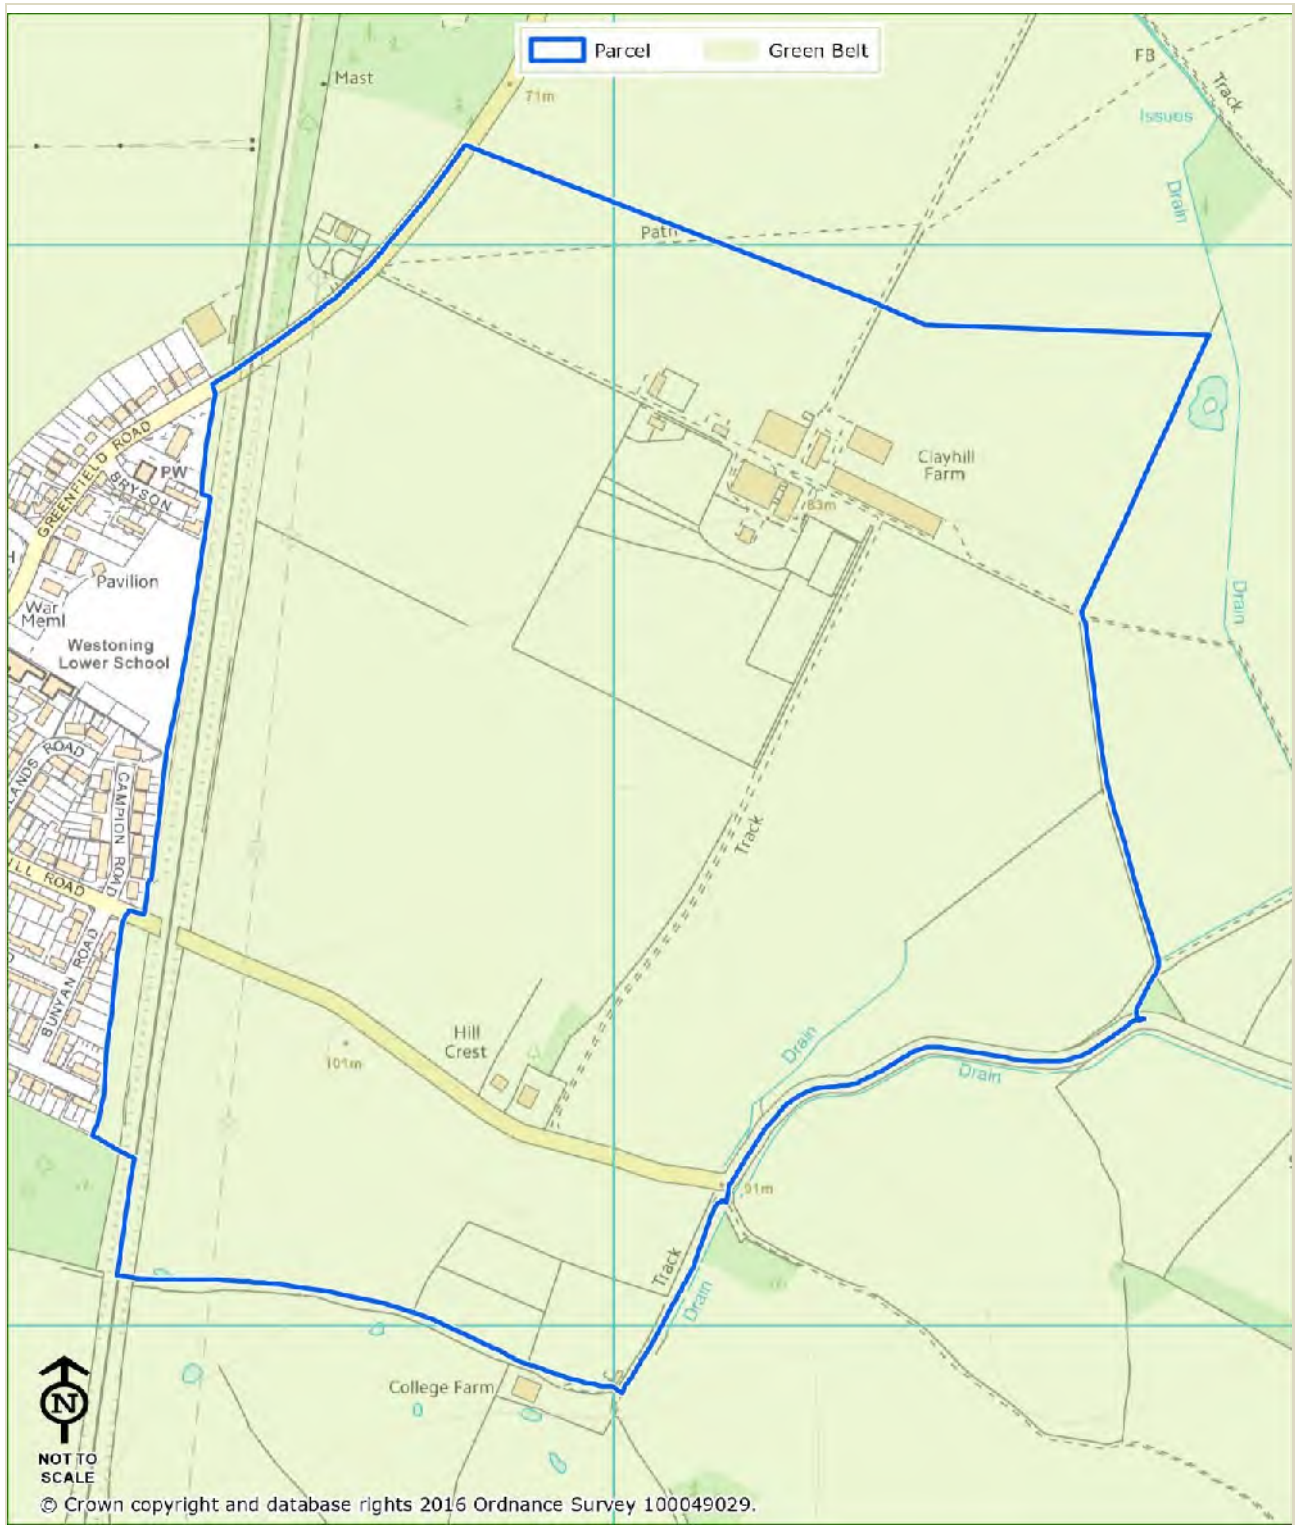 Parcel
Green Belt
Mast
71m
FB
Track
Issues
Drain
Path
GREENFIELD ROAD
PW
BRYSON
Clayhill
Farm
83m
Pavilion
War
Meml
Westoning
Lower School
Drain
ROAD
CAMPION ROAD
Track
ROAD
BUNYAN ROAD
Hill
Crest
101m
Drain
Drain
91m
Track
Drain
College Farm
N
NOT TO
SCALE
© Crown copyright and database rights 2016 Ordnance Survey 100049029.